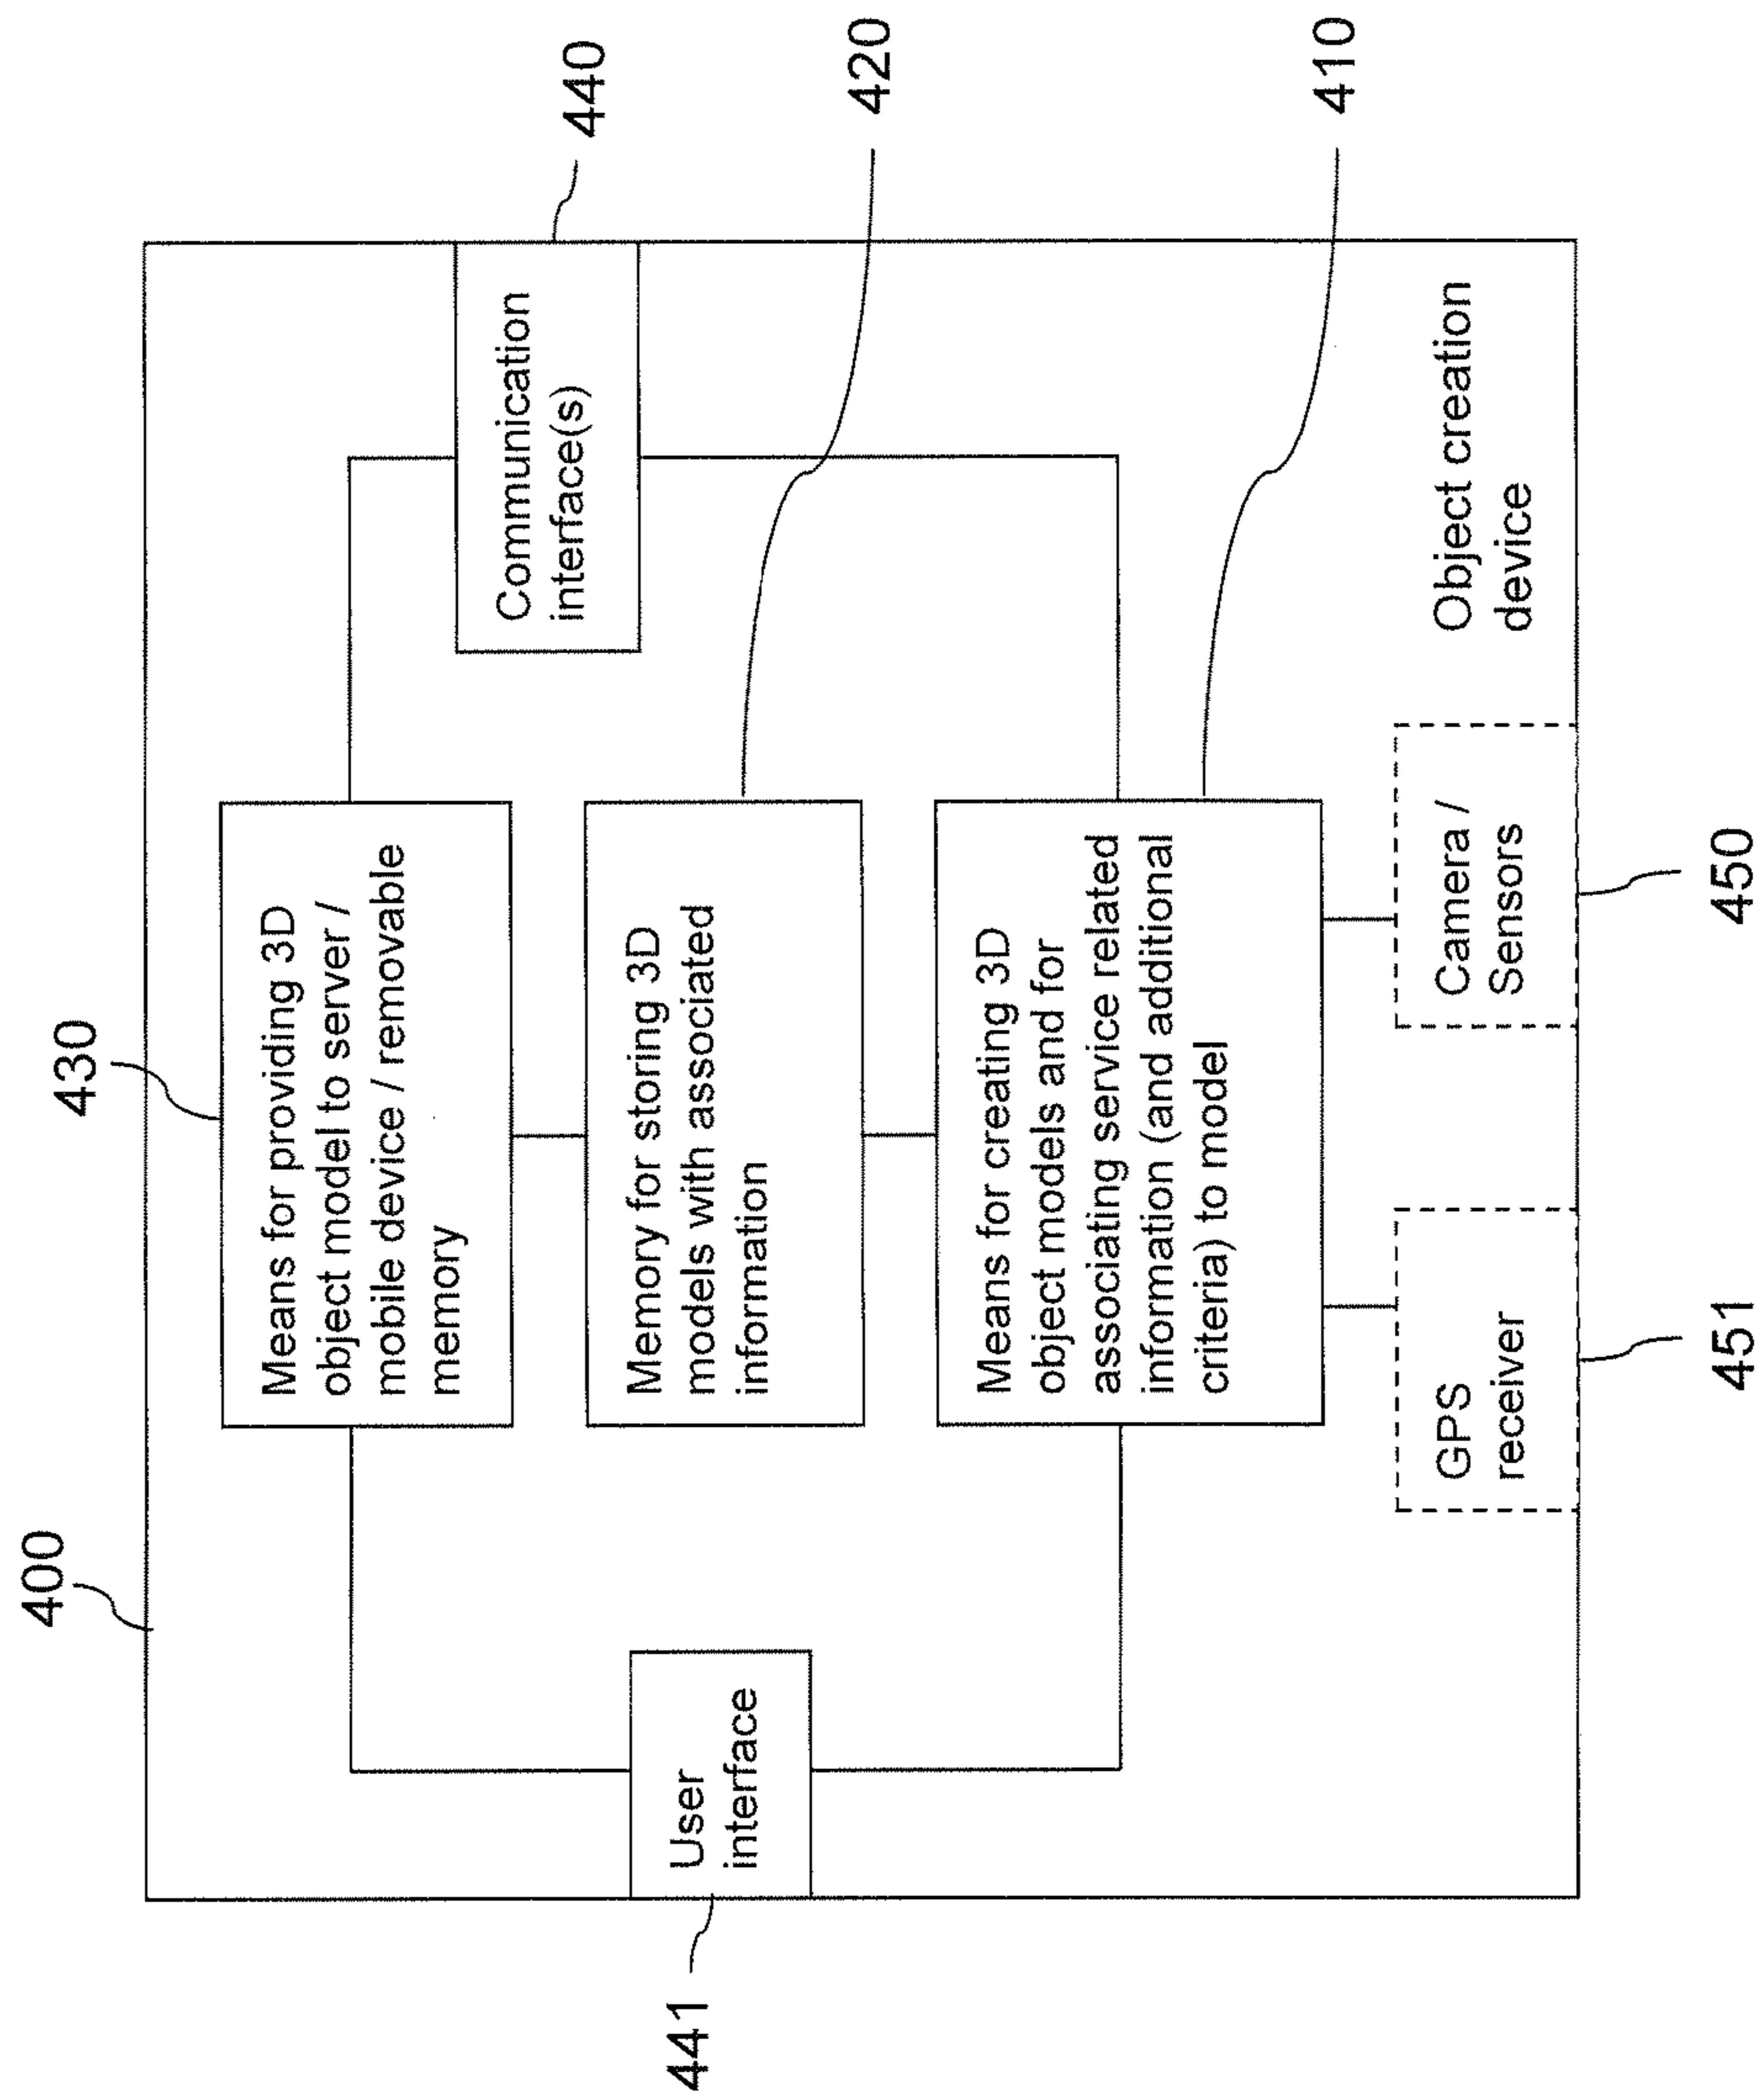 400
430
440
Means for providing 3D
object model to server /
mobile device / removable
memory
Communication
interface(s)
420
Memory for storing 3D
models with associated
information
441
User
interface
410
Means for creating 3D
object models and for
associating service related
information (and additional
criteria) to model
GPS
receiver
Camera /
Sensors
Object creation
device
451
450